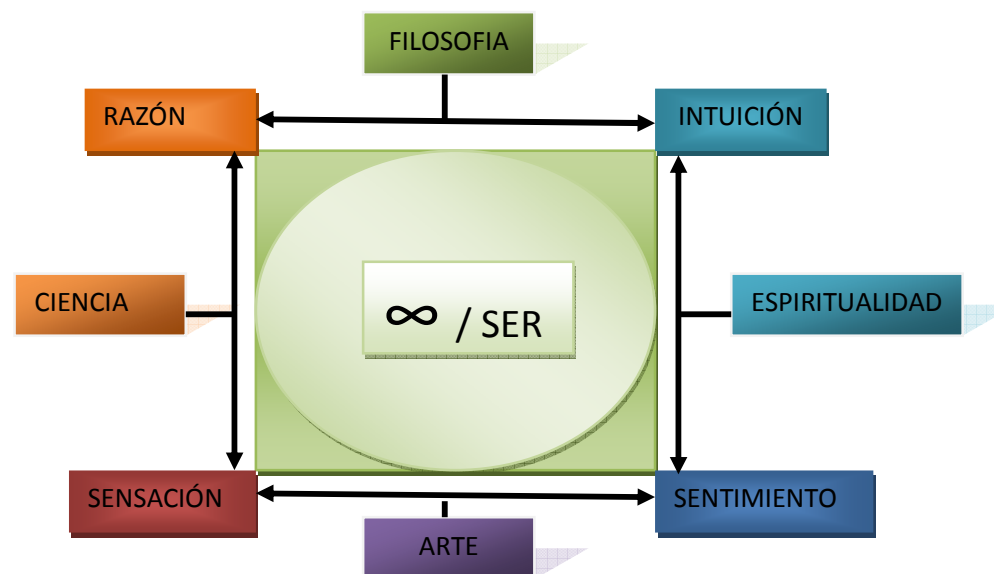 FILOSOFIA
RAZÓN
INTUICIÓN
CIENCIA
∞ / SER
ESPIRITUALIDAD
SENSACIÓN
SENTIMIENTO
ARTE